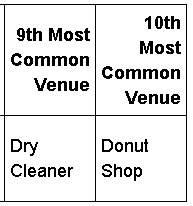 9th Most
Common
Venue
10th
Most
Common
Venue
Dry
Cleaner
Donut
Shop